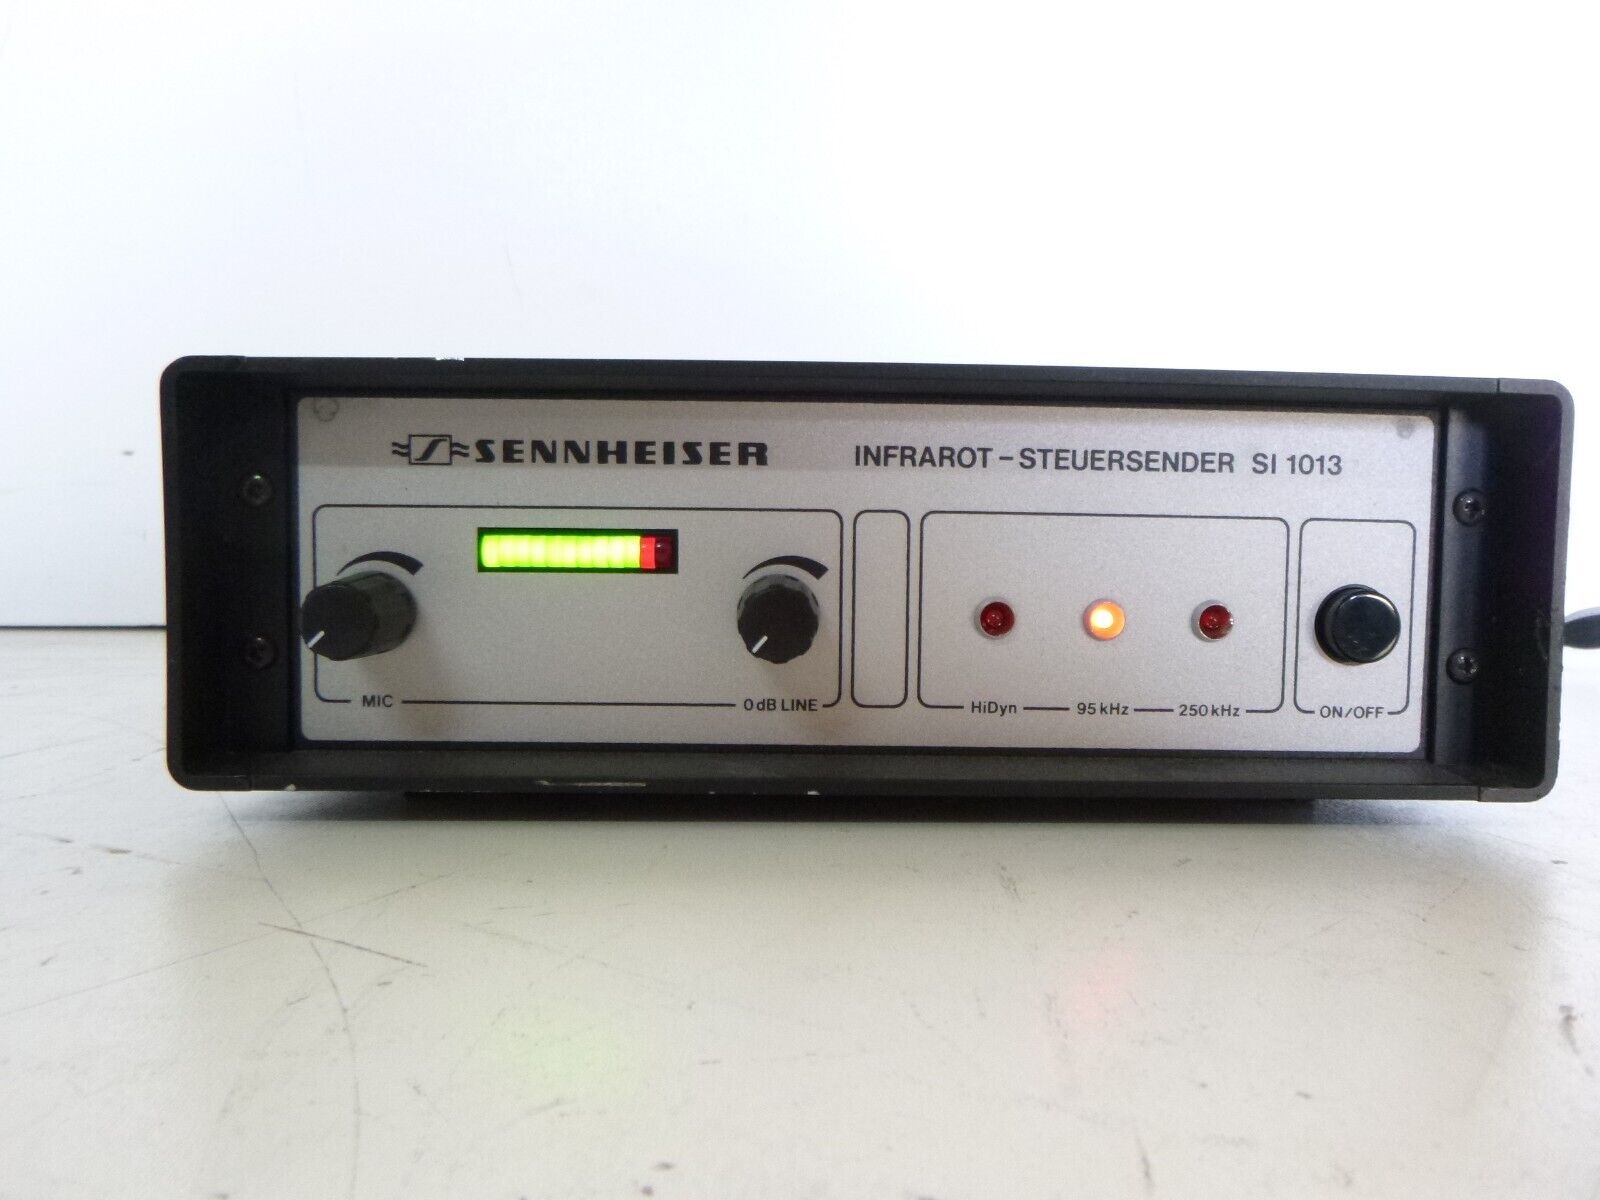 SENNHEISER
INFRAROT - STEUERSENDER SI 1013
MIC
0 dB LINE
HiDyn
95 kHz
250 kHz
ON/OFF